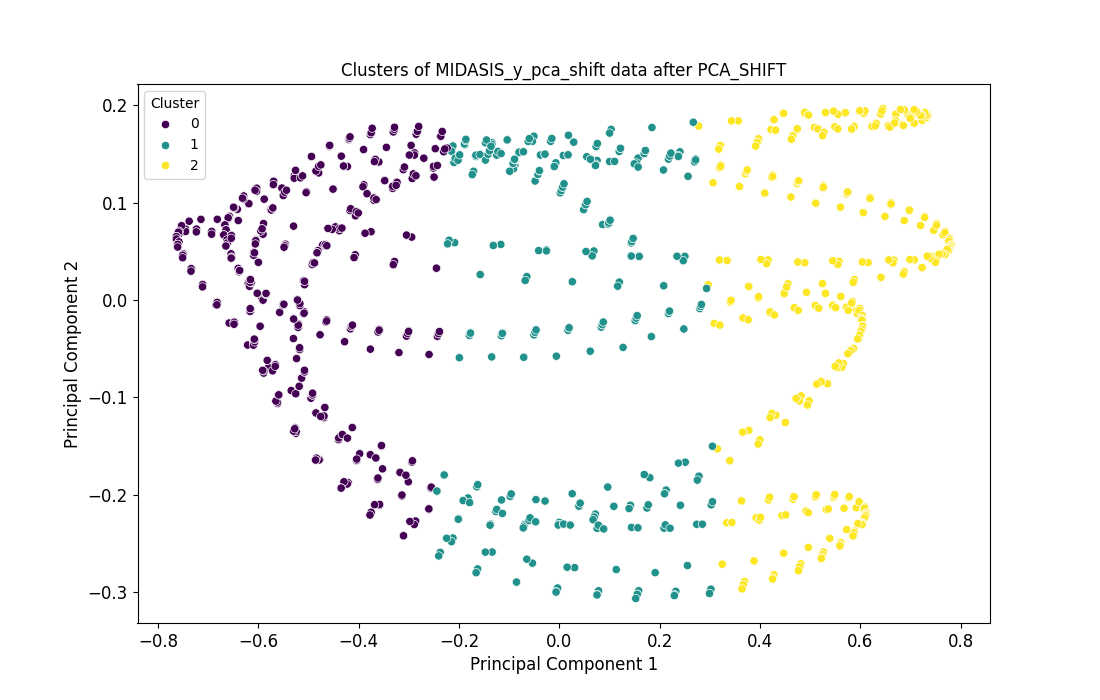 Clusters of MIDASIS_y_pca_shift data after PCA_SHIFT
Cluster
0
1
2
0.2
0.1
0.0
−0.1
−0.2
−0.3
Principal Component 2
−0.8 −0.6 −0.4 −0.2 0.0 0.2 0.4 0.6 0.8
Principal Component 1